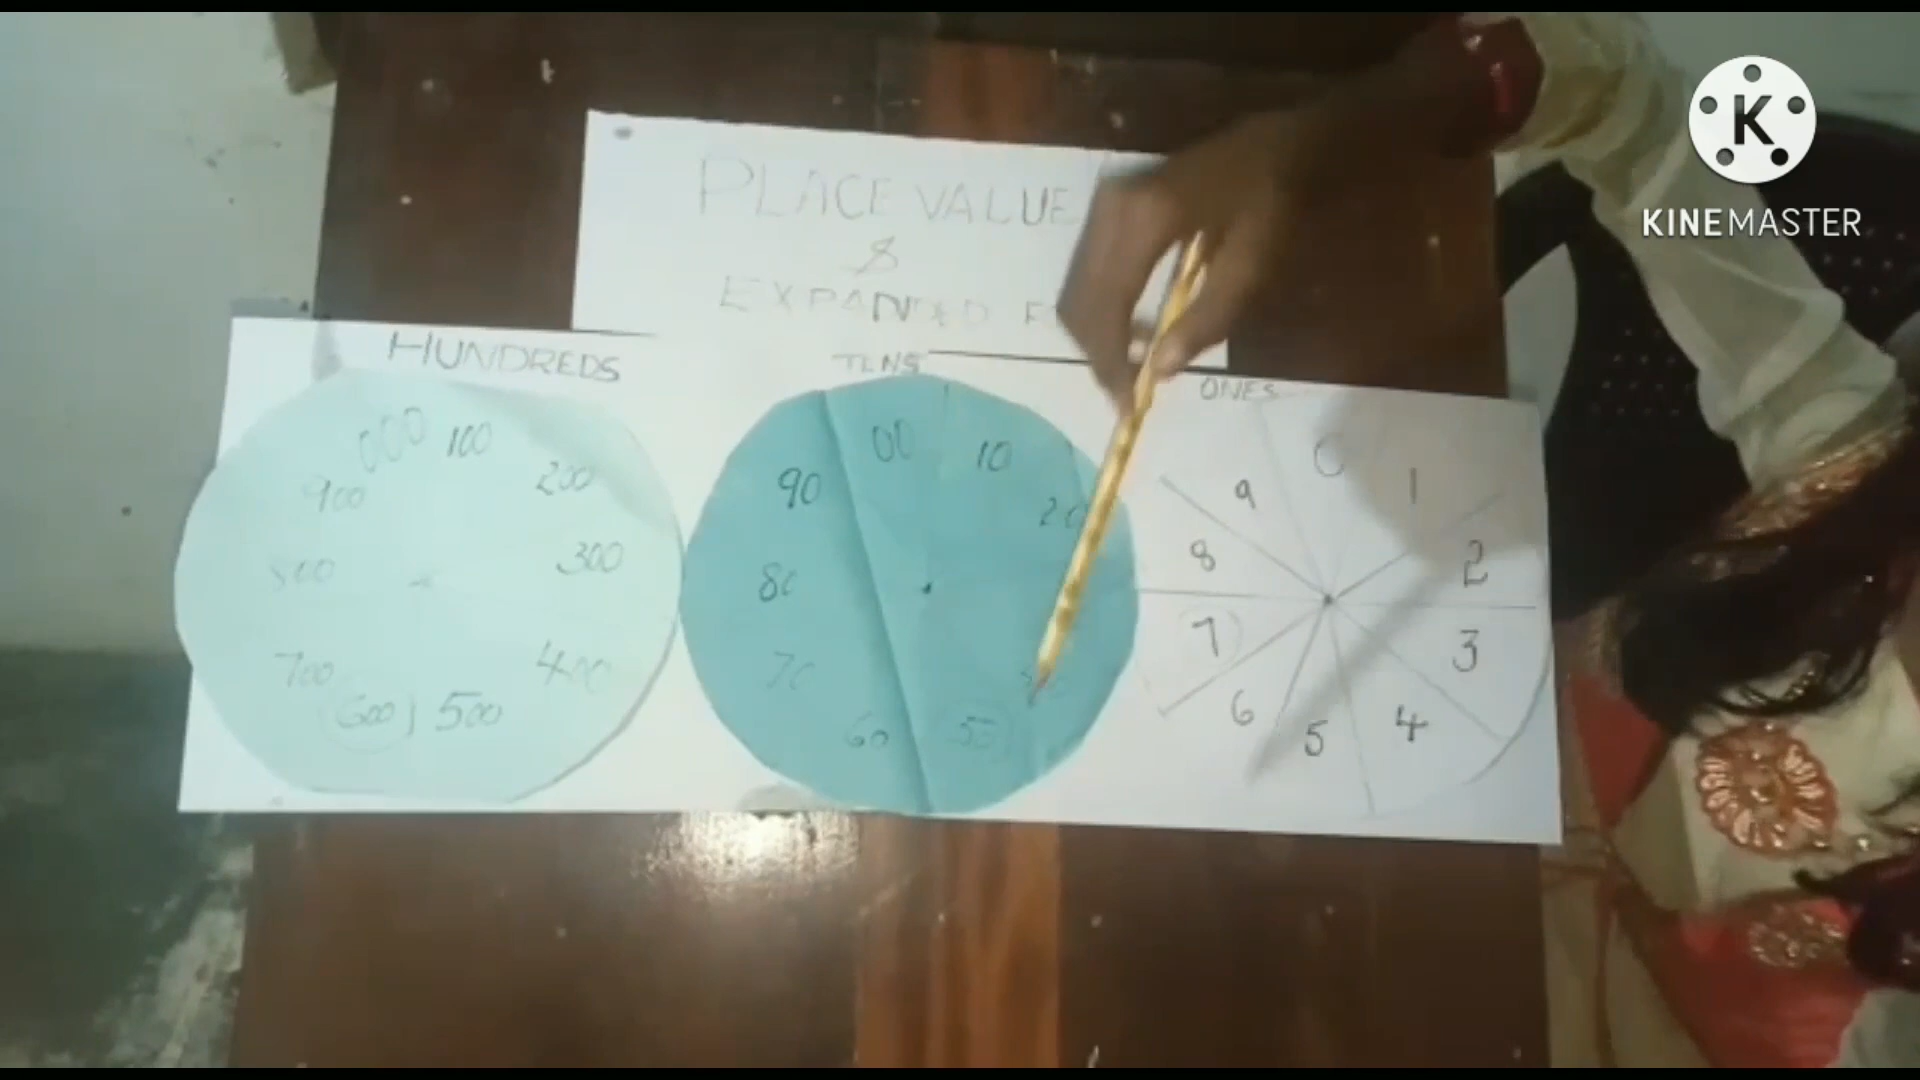 PLACE VALUE
&
EXPANDED
HUNDREDS
TENS
ONES
000 100 200 300 400 500 600 700 800 900
00 10 50 60 70 80 90
0 1 2 3 4 5 6 7 8 9
KINEMASTER